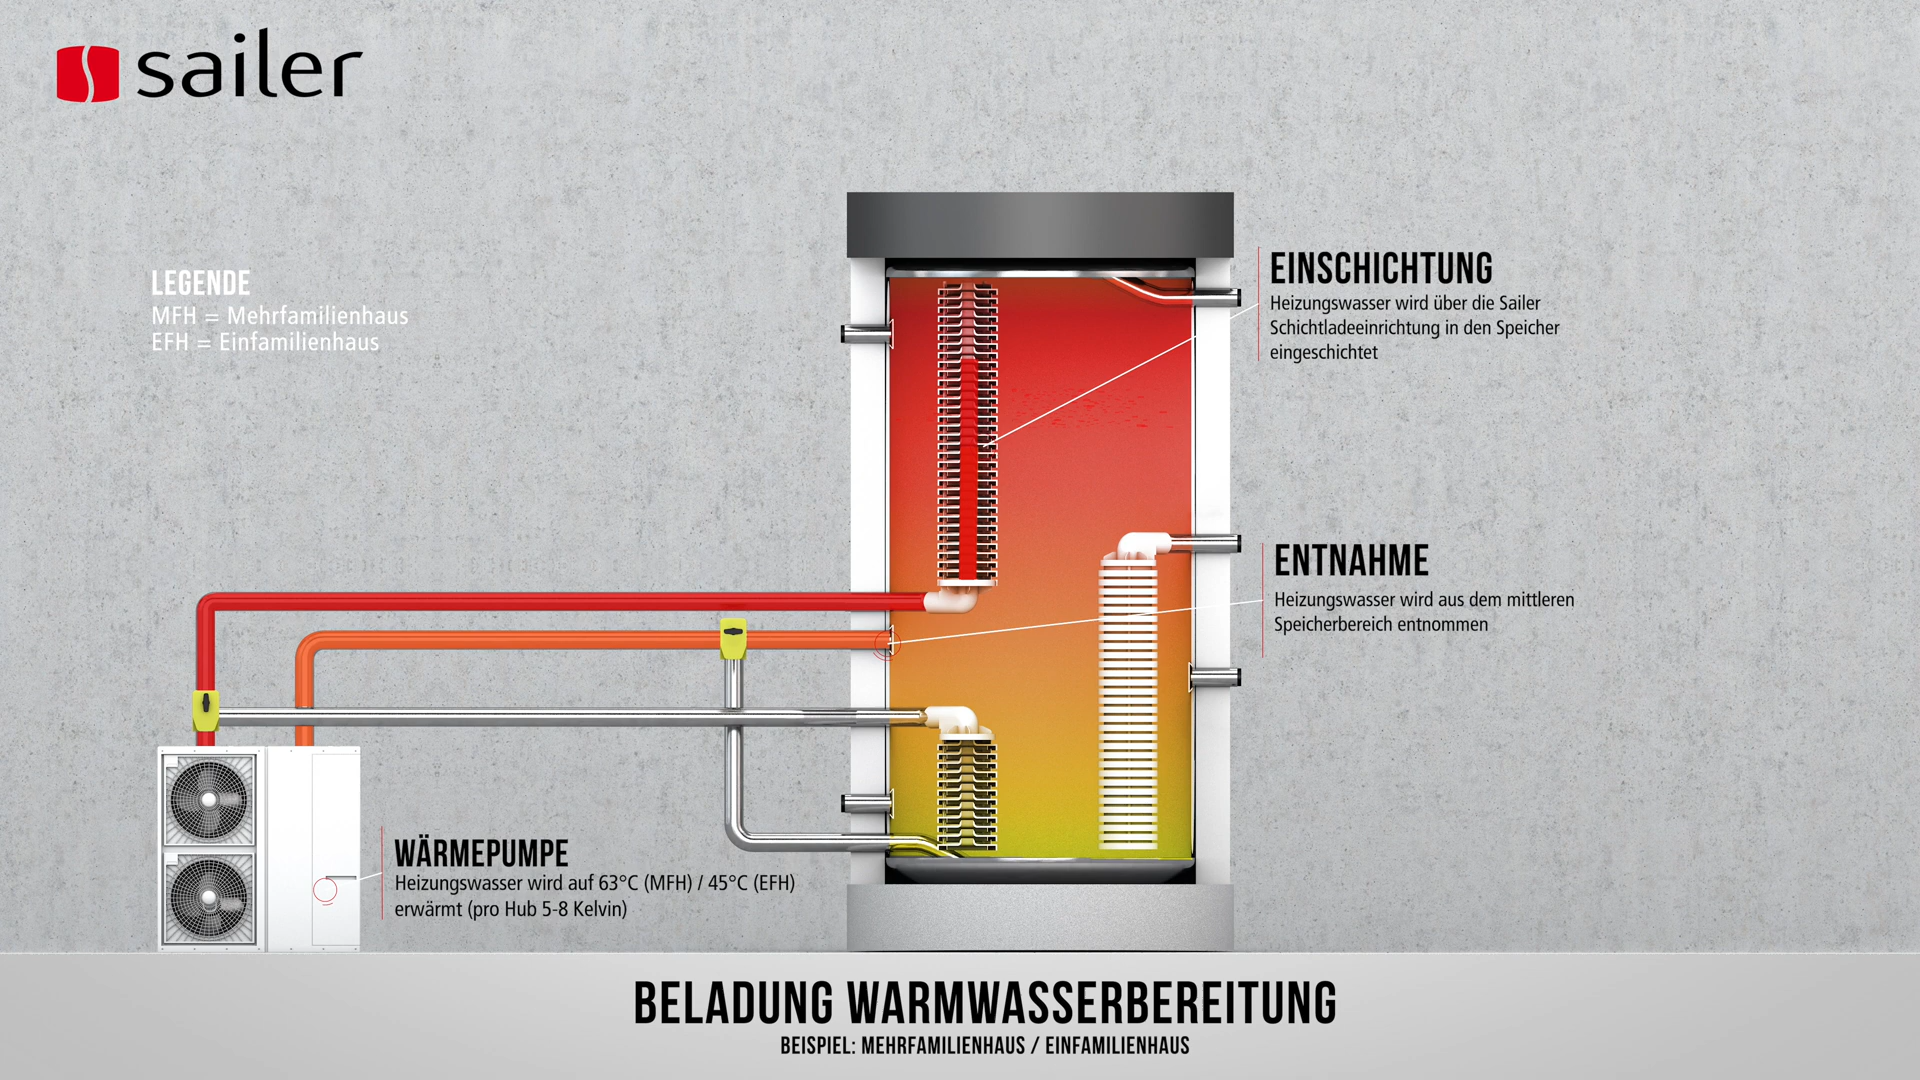 sailer
LEGENDE
MFH = Mehrfamilienhaus
EFH = Einfamilienhaus
EINSCHICHTUNG
Heizungswasser wird über die Sailer
Schichtladeeinrichtung in den Speicher
eingeschichtet
ENTNAHME
Heizungswasser wird aus dem mittleren
Speicherbereich entnommen
WÄRMEPUMPE
Heizungswasser wird auf 63°C (MFH) / 45°C (EFH)
erwärmt (pro Hub 5-8 Kelvin)
BELADUNG WARMWASSERBEREITUNG
BEISPIEL: MEHRFAMILIENHAUS / EINFAMILIENHAUS